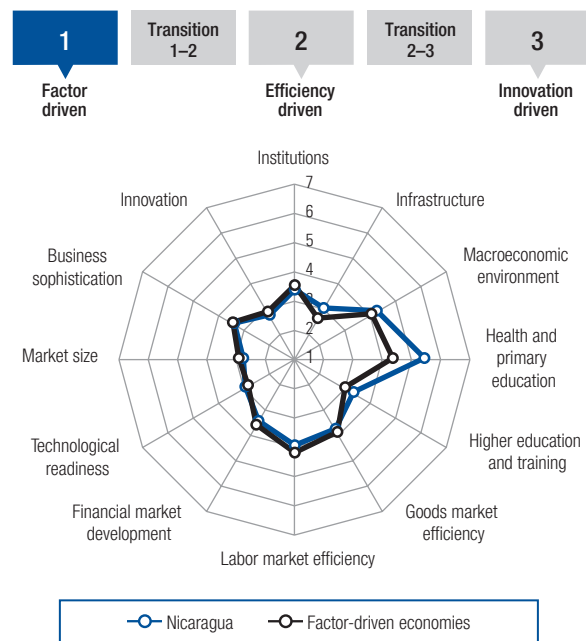 1
Transition
1–2
2
Transition
2–3
3
Factor
driven
Efficiency
driven
Innovation
driven
Institutions
Innovation
7
Infrastructure
6
5
Business
sophistication
Macroeconomic
environment
4
3
2
Market size
1
Health and
primary
education
Technological
readiness
Higher education
and training
Financial market
development
Goods market
efficiency
Labor market efficiency
Nicaragua
Factor-driven economies